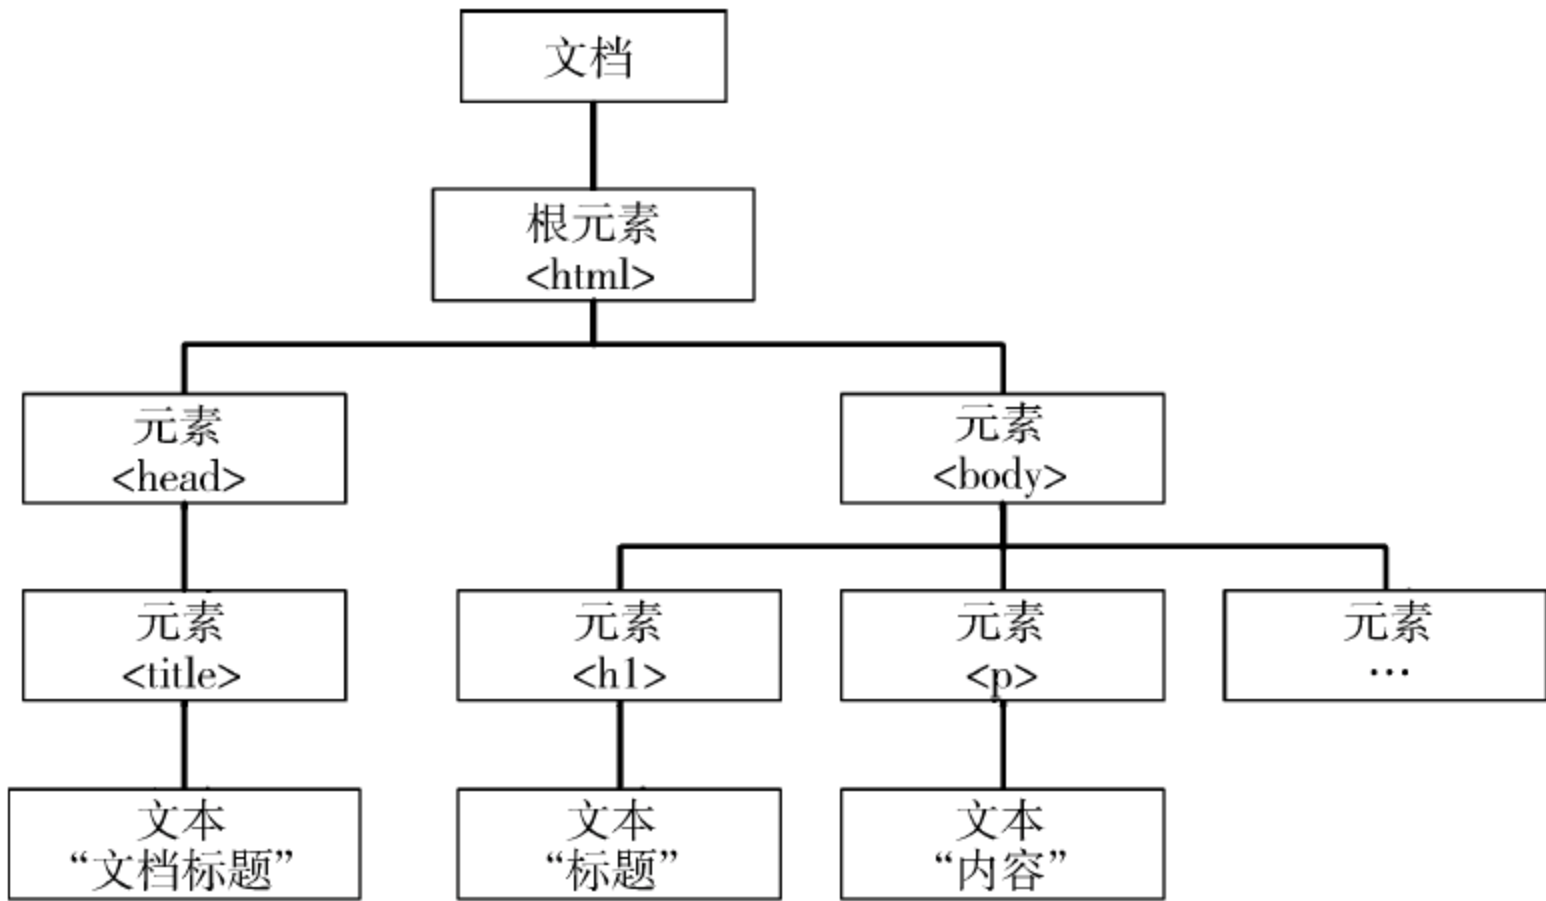 文档
根元素
<html>
元素
<head>
元素
<body>
元素
<title>
元素
<h1>
元素
<p>
元素
…
文本
“文档标题”
文本
“标题”
文本
“内容”